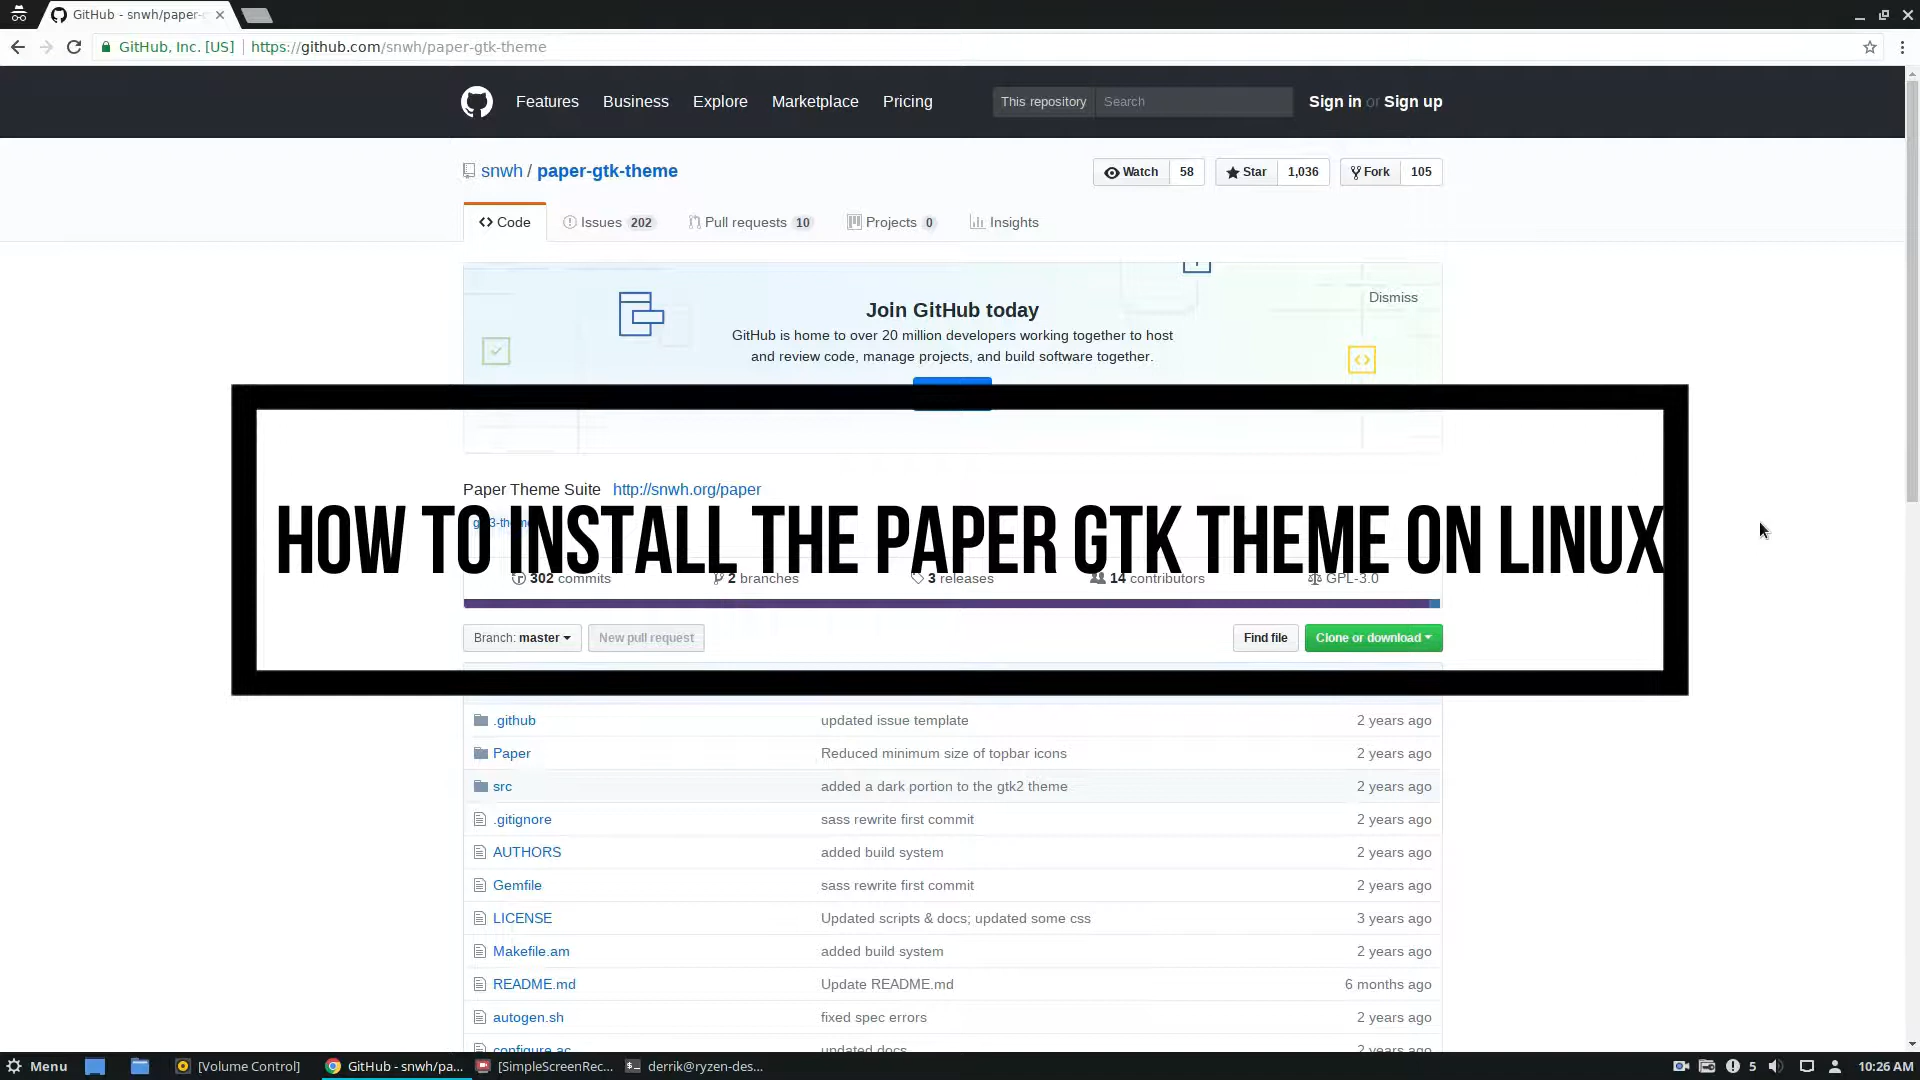 GitHub - snwh/paper-
GitHub, Inc. [US] https://github.com/snwh/paper-gtk-theme
Features Business Explore Marketplace Pricing This repository Search Sign in or Sign up
snwh / paper-gtk-theme Watch 58 Star 1,036 Fork 105
Code Issues 202 Pull requests 10 Projects 0 Insights
Dismiss
Join GitHub today
GitHub is home to over 20 million developers working together to host
and review code, manage projects, and build software together.
Paper Theme Suite http://snwh.org/paper
HOW TO INSTALL THE PAPER GTK THEME ON LINUX
302 commits 2 branches 3 releases 14 contributors GPL-3.0
Branch: master New pull request Find file Clone or download
.github updated issue template 2 years ago
Paper Reduced minimum size of topbar icons 2 years ago
src added a dark portion to the gtk2 theme 2 years ago
.gitignore sass rewrite first commit 2 years ago
AUTHORS added build system 2 years ago
Gemfile sass rewrite first commit 2 years ago
LICENSE Updated scripts & docs; updated some css 3 years ago
Makefile.am added build system 2 years ago
README.md Update README.md 6 months ago
autogen.sh fixed spec errors 2 years ago
configure.ac updated docs 2 years ago
Menu [Volume Control] GitHub - snwh/pa... [SimpleScreenRec... derrik@ryzen-des... 5 10:26 AM